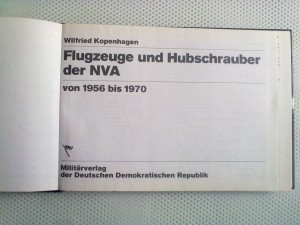 Wilfried Kopenhagen
Flugzeuge und Hubschrauber
der NVA
von 1956 bis 1970
Militärverlag
der Deutschen Demokratischen Republik